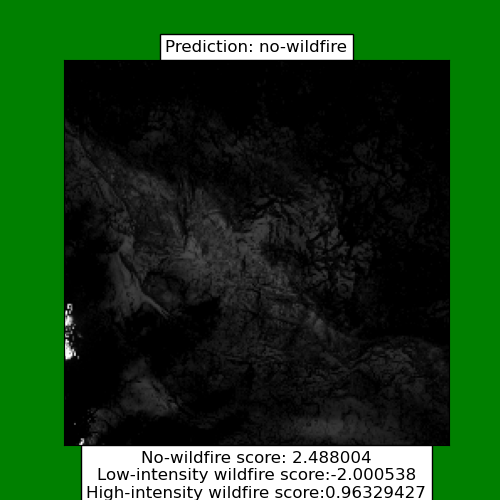 Prediction: no-wildfire
No-wildfire score: 2.488004
Low-intensity wildfire score:-2.000538
High-intensity wildfire score:0.96329427